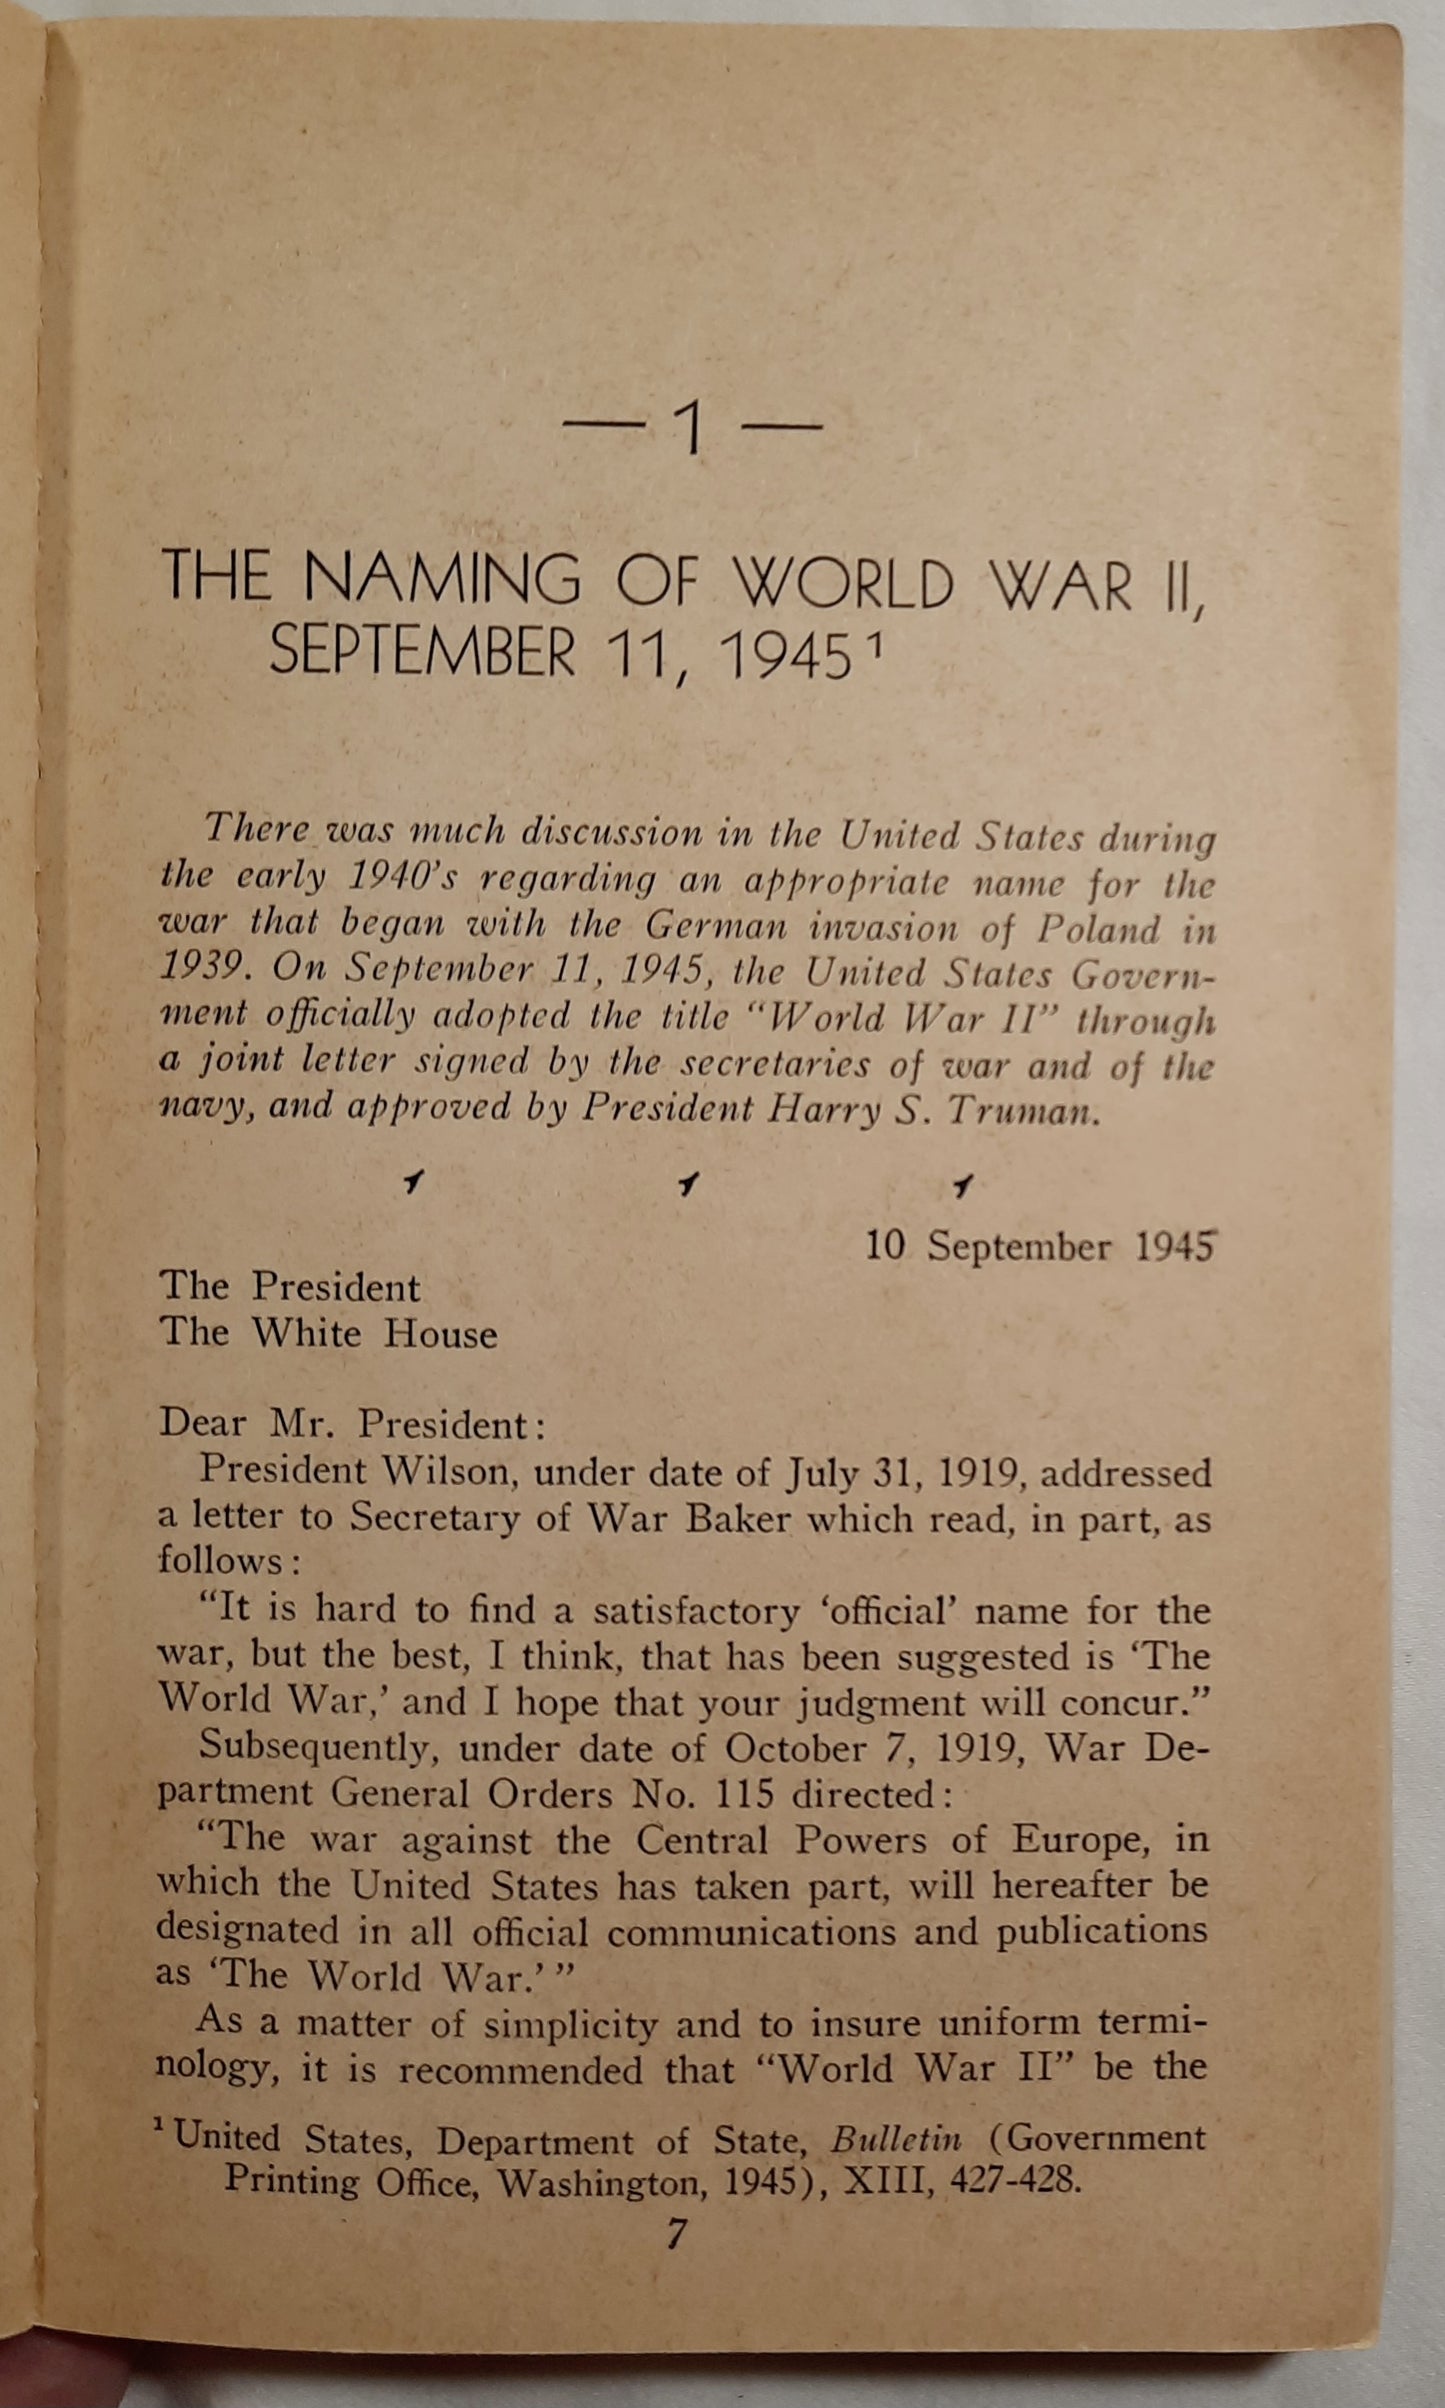 — 1 —
THE NAMING OF WORLD WAR II,
SEPTEMBER 11, 1945¹
There was much discussion in the United States during
the early 1940's regarding an appropriate name for the
war that began with the German invasion of Poland in
1939. On September 11, 1945, the United States Govern-
ment officially adopted the title “World War II” through
a joint letter signed by the secretaries of war and of the
navy, and approved by President Harry S. Truman.
10 September 1945
The President
The White House
Dear Mr. President:
President Wilson, under date of July 31, 1919, addressed
a letter to Secretary of War Baker which read, in part, as
follows:
“It is hard to find a satisfactory ‘official’ name for the
war, but the best, I think, that has been suggested is ‘The
World War,’ and I hope that your judgment will concur.”
Subsequently, under date of October 7, 1919, War De-
partment General Orders No. 115 directed:
“The war against the Central Powers of Europe, in
which the United States has taken part, will hereafter be
designated in all official communications and publications
as ‘The World War.’ ”
As a matter of simplicity and to insure uniform termi-
nology, it is recommended that “World War II” be the
¹ United States, Department of State, Bulletin (Government
Printing Office, Washington, 1945), XIII, 427-428.
7